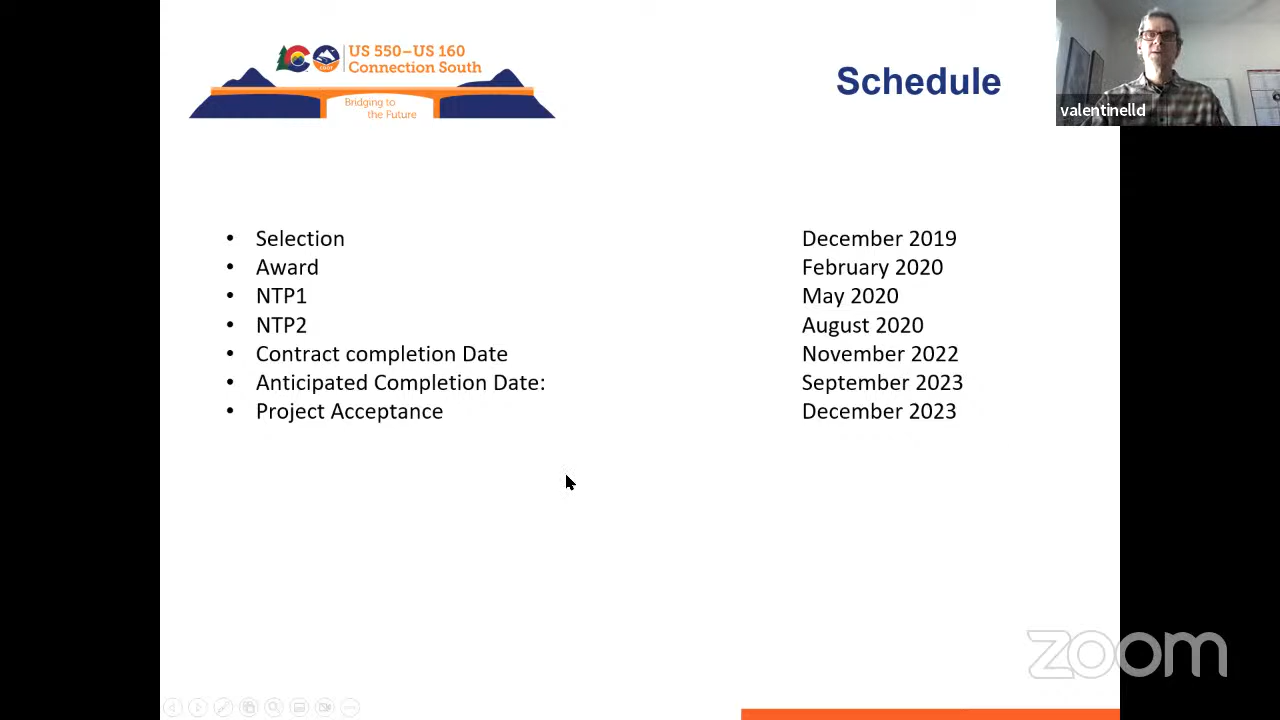 US 550–US 160
Connection South
Bridging to
the Future
Schedule
valentinelld
• Selection December 2019
• Award February 2020
• NTP1 May 2020
• NTP2 August 2020
• Contract completion Date November 2022
• Anticipated Completion Date: September 2023
• Project Acceptance December 2023
zoom